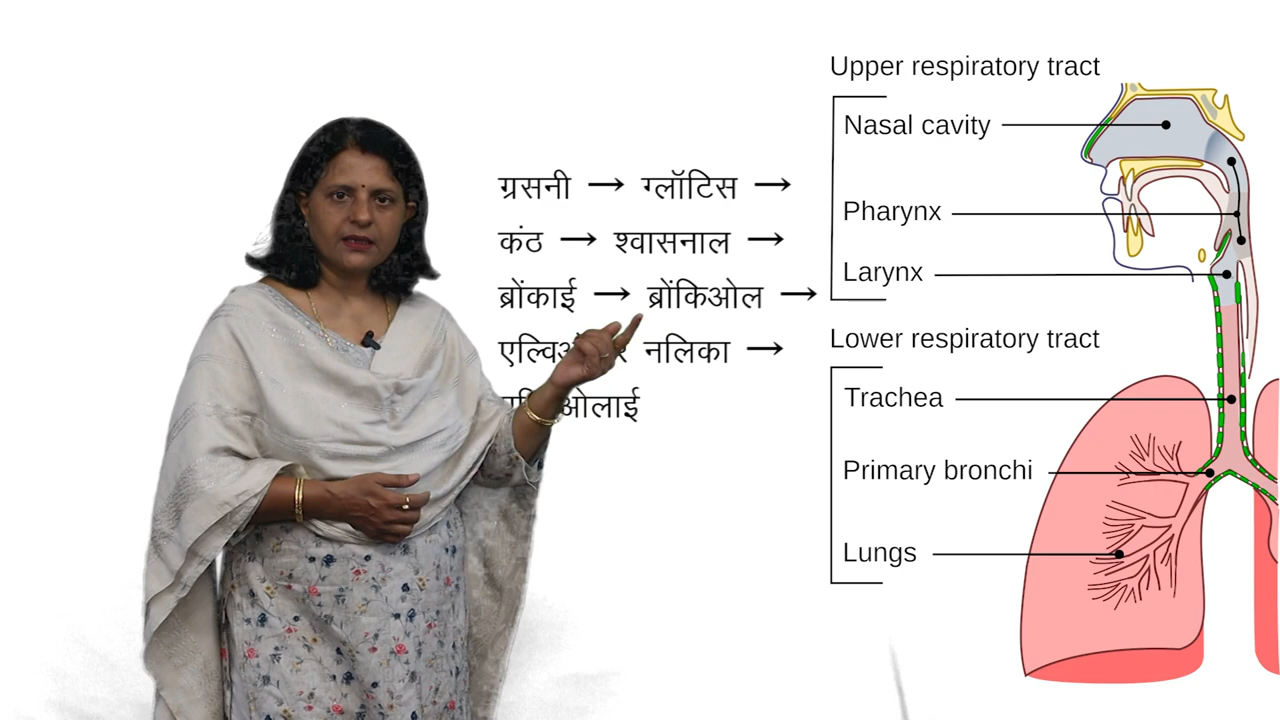 ग्रसनी → ग्लॉटिस →
कंठ → श्वासनाल →
ब्रोंकाई → ब्रोंकिओल →
नलिका →
Upper respiratory tract
Nasal cavity
Pharynx
Larynx
Lower respiratory tract
Trachea
Primary bronchi
Lungs